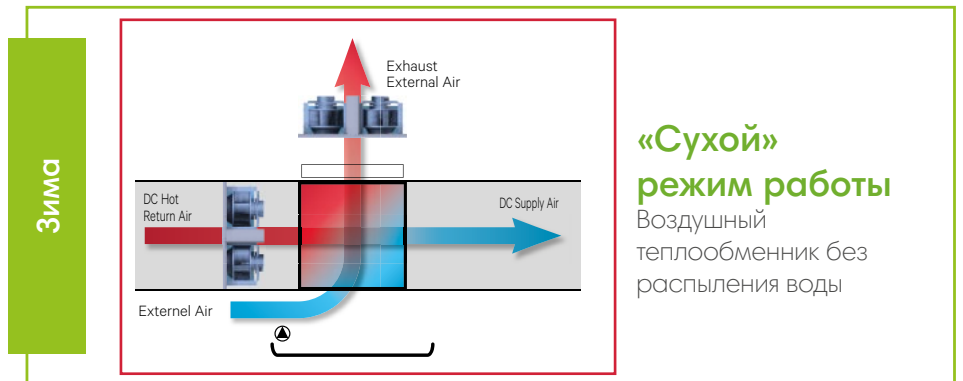 Зима
Exhaust
External Air
DC Hot
Return Air
DC Supply Air
Externel Air
«Сухой»
режим работы
Воздушный
теплообменник без
распыления воды